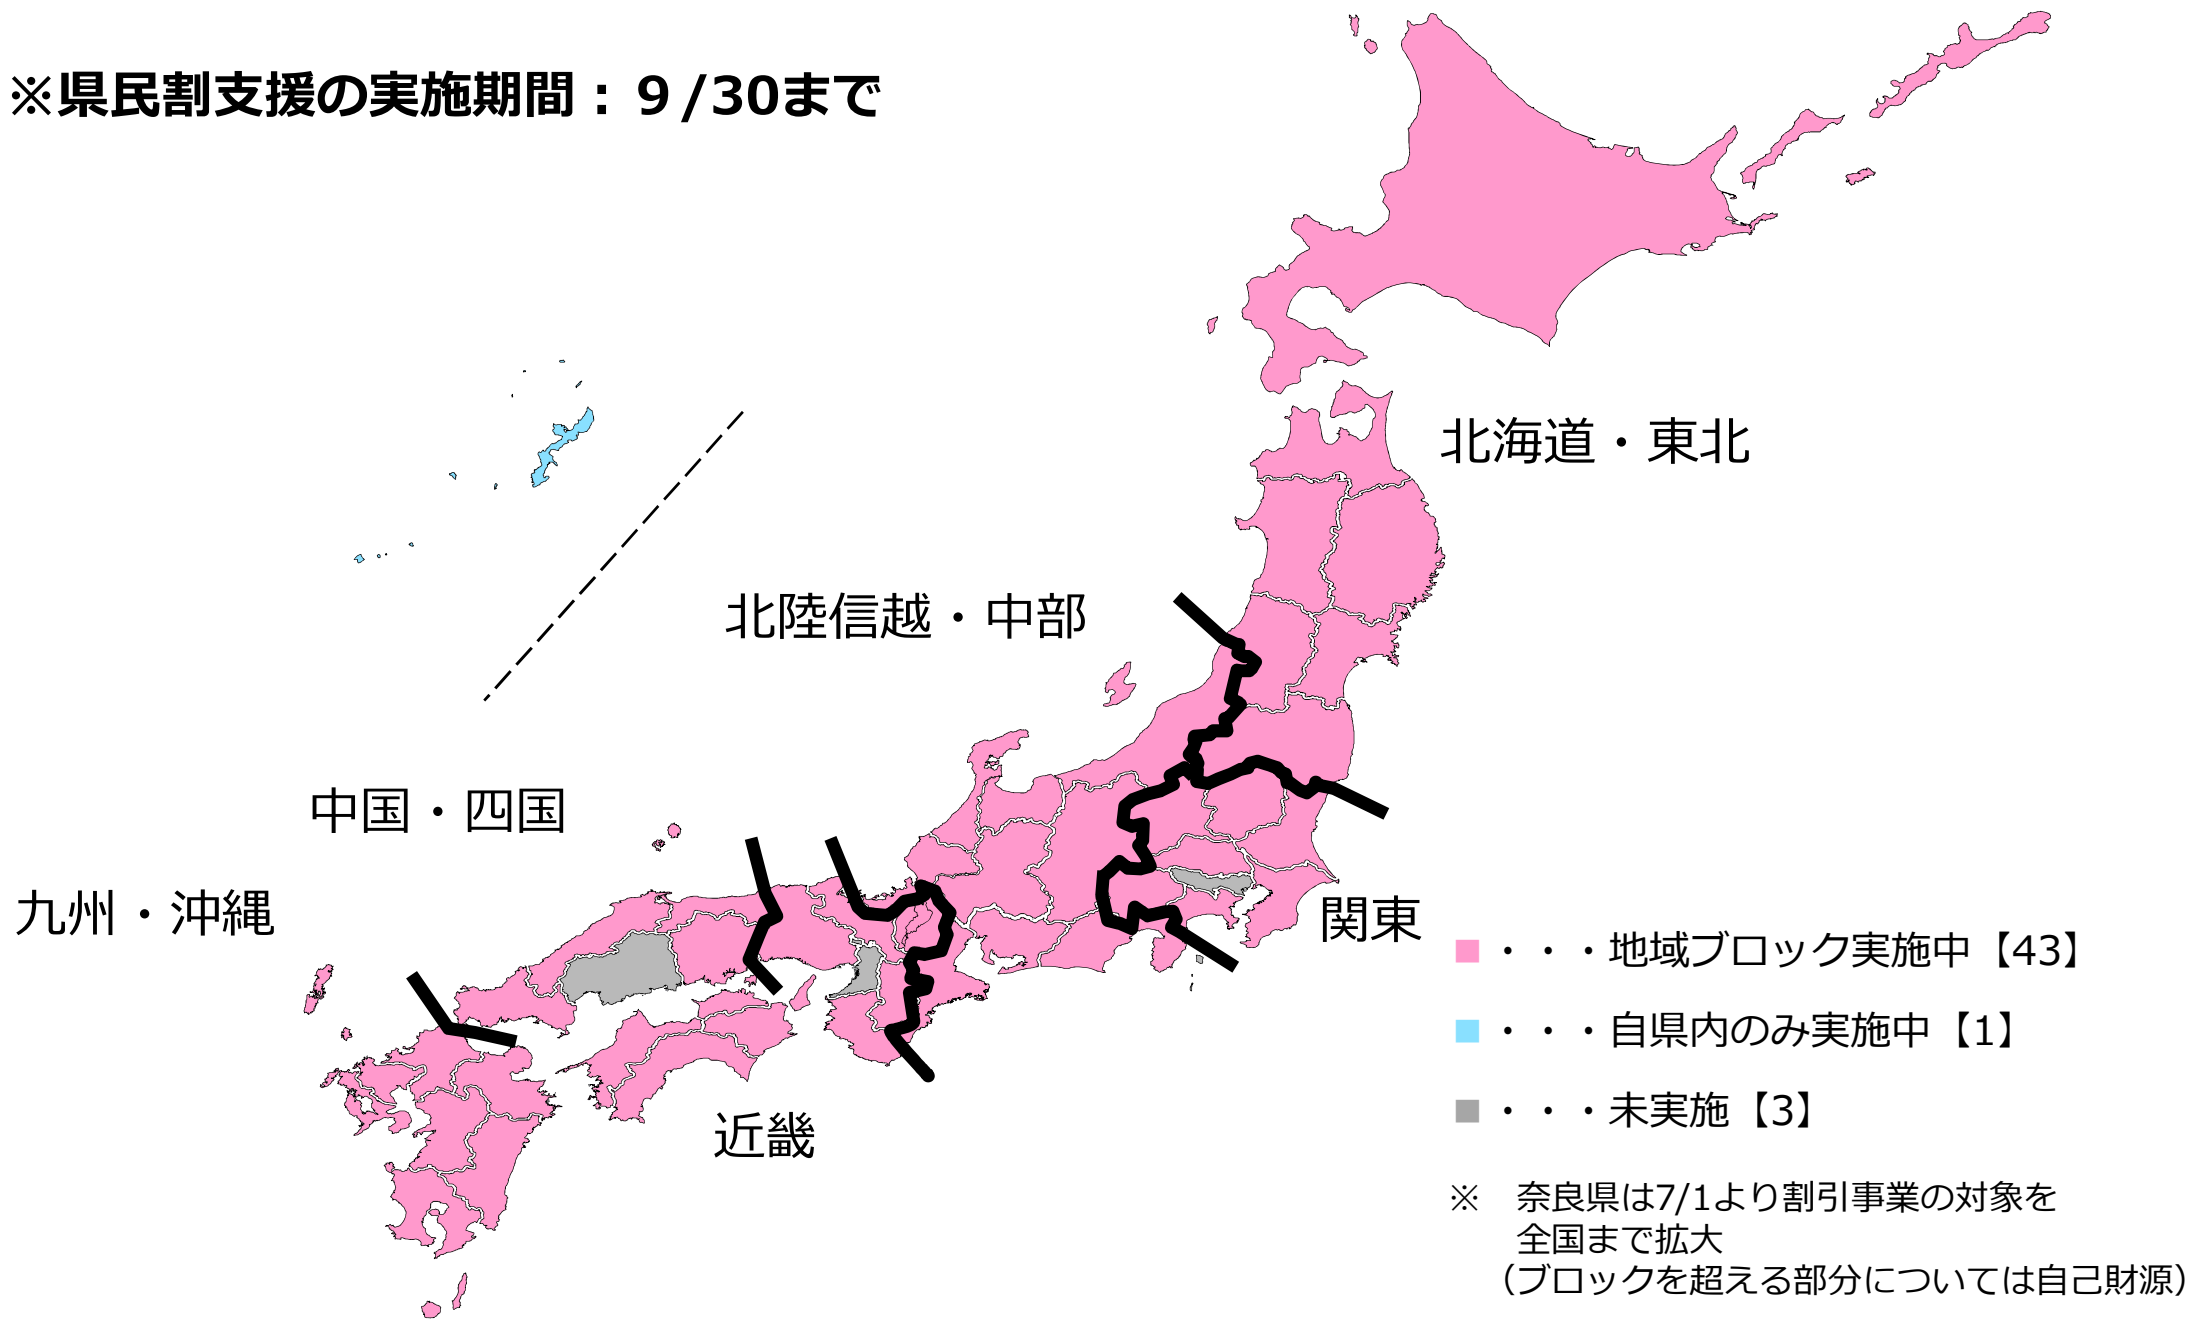 ※県民割支援の実施期間：９/30まで
北海道・東北
北陸信越・中部
中国・四国
九州・沖縄
関東
近畿
・・・地域ブロック実施中【43】
・・・自県内のみ実施中【1】
・・・未実施【3】
※　奈良県は7/1より割引事業の対象を
全国まで拡大
（ブロックを超える部分については自己財源）